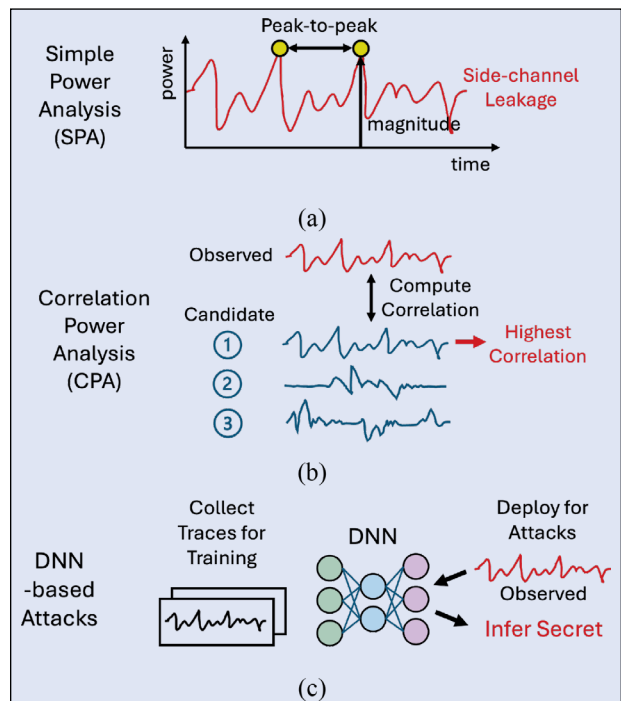 Peak-to-peak
Simple
Power
Analysis
(SPA)
power
Side-channel
Leakage
magnitude
time
(a)
Observed
Compute
Correlation
Correlation
Power
Analysis
(CPA)
Candidate
1
Highest
Correlation
2
3
(b)
Collect
Traces for
Training
DNN
Deploy for
Attacks
DNN
-based
Attacks
Observed
Infer Secret
(c)